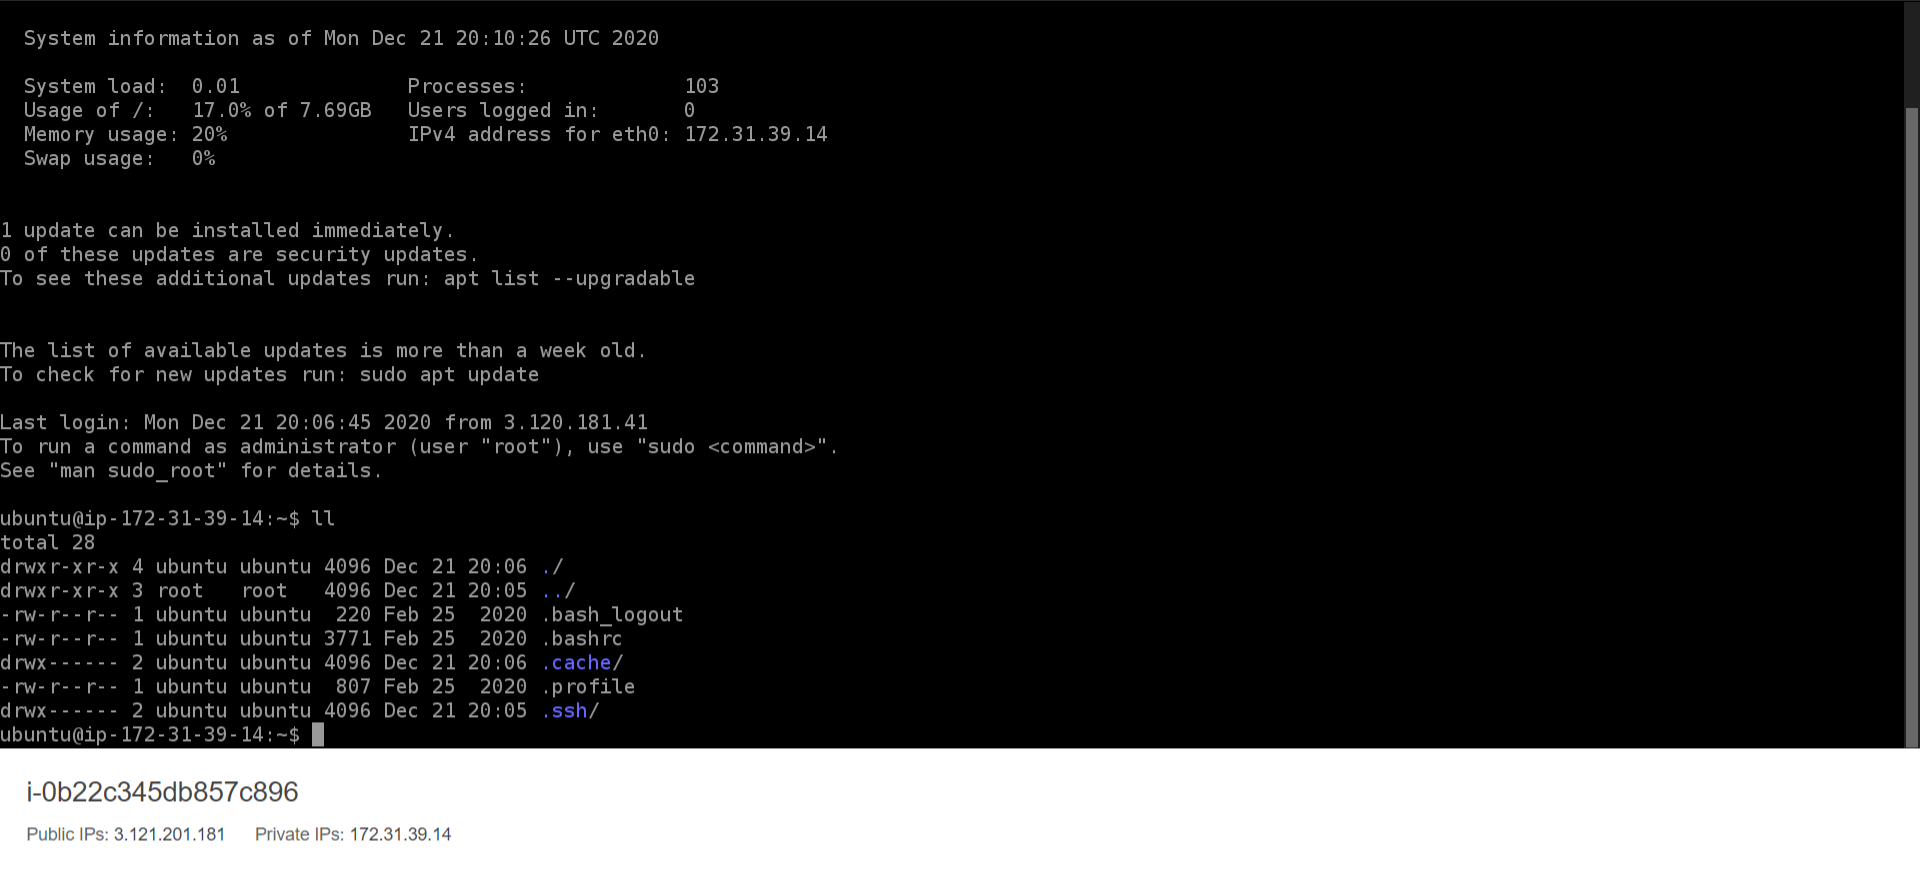 System information as of Mon Dec 21 20:10:26 UTC 2020
System load:  0.01              Processes:             103
Usage of /:   17.0% of 7.69GB   Users logged in:       0
Memory usage: 20%               IPv4 address for eth0: 172.31.39.14
Swap usage:   0%
1 update can be installed immediately.
0 of these updates are security updates.
To see these additional updates run: apt list --upgradable
The list of available updates is more than a week old.
To check for new updates run: sudo apt update
Last login: Mon Dec 21 20:06:45 2020 from 3.120.181.41
To run a command as administrator (user "root"), use "sudo <command>".
See "man sudo_root" for details.
ubuntu@ip-172-31-39-14:~$ ll
total 28
drwxr-xr-x 4 ubuntu ubuntu 4096 Dec 21 20:06 ./
drwxr-xr-x 3 root   root   4096 Dec 21 20:05 ../
-rw-r--r-- 1 ubuntu ubuntu  220 Feb 25  2020 .bash_logout
-rw-r--r-- 1 ubuntu ubuntu 3771 Feb 25  2020 .bashrc
drwx------ 2 ubuntu ubuntu 4096 Dec 21 20:06 .cache/
-rw-r--r-- 1 ubuntu ubuntu  807 Feb 25  2020 .profile
drwx------ 2 ubuntu ubuntu 4096 Dec 21 20:05 .ssh/
ubuntu@ip-172-31-39-14:~$
i-0b22c345db857c896
Public IPs: 3.121.201.181    Private IPs: 172.31.39.14